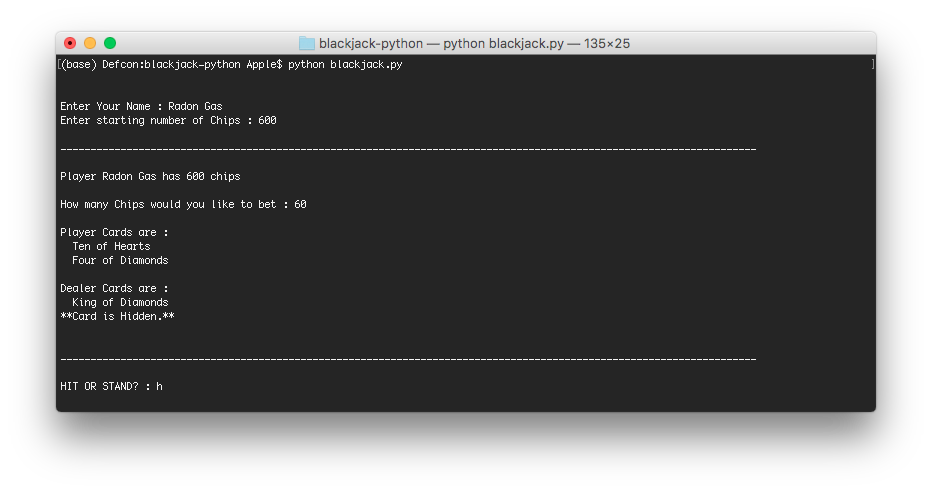 blackjack-python — python blackjack.py — 135×25
[(base) Defcon:blackjack-python Apple$ python blackjack.py ]
Enter Your Name : Radon Gas
Enter starting number of Chips : 600
--------------------------------------------------------------------------------------------------------------------
Player Radon Gas has 600 chips
How many Chips would you like to bet : 60
Player Cards are :
Ten of Hearts
Four of Diamonds
Dealer Cards are :
King of Diamonds
**Card is Hidden.**
--------------------------------------------------------------------------------------------------------------------
HIT OR STAND? : h